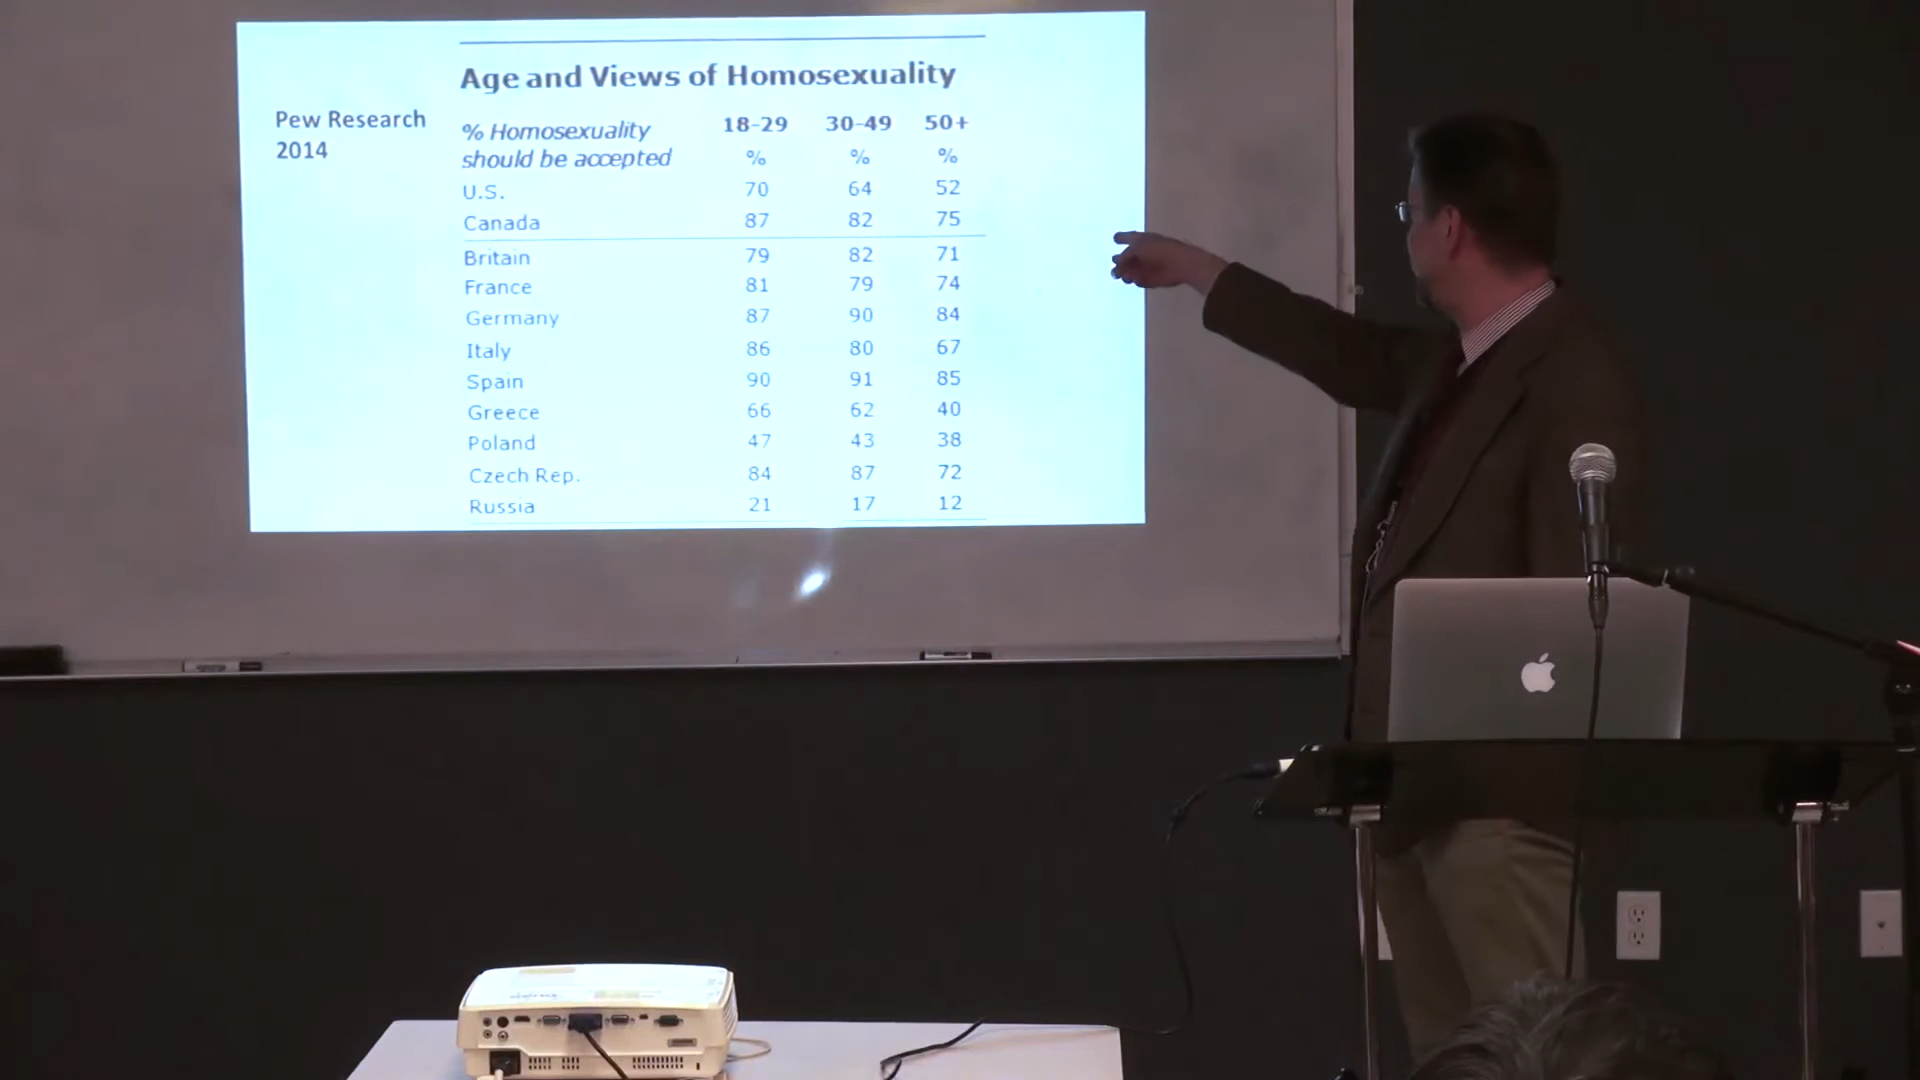 Age and Views of Homosexuality
Pew Research
2014
% Homosexuality
should be accepted
18-29 30-49 50+
% % %
U.S. 70 64 52
Canada 87 82 75
Britain 79 82 71
France 81 79 74
Germany 87 90 84
Italy 86 80 67
Spain 90 91 85
Greece 66 62 40
Poland 47 43 38
Czech Rep. 84 87 72
Russia 21 17 12